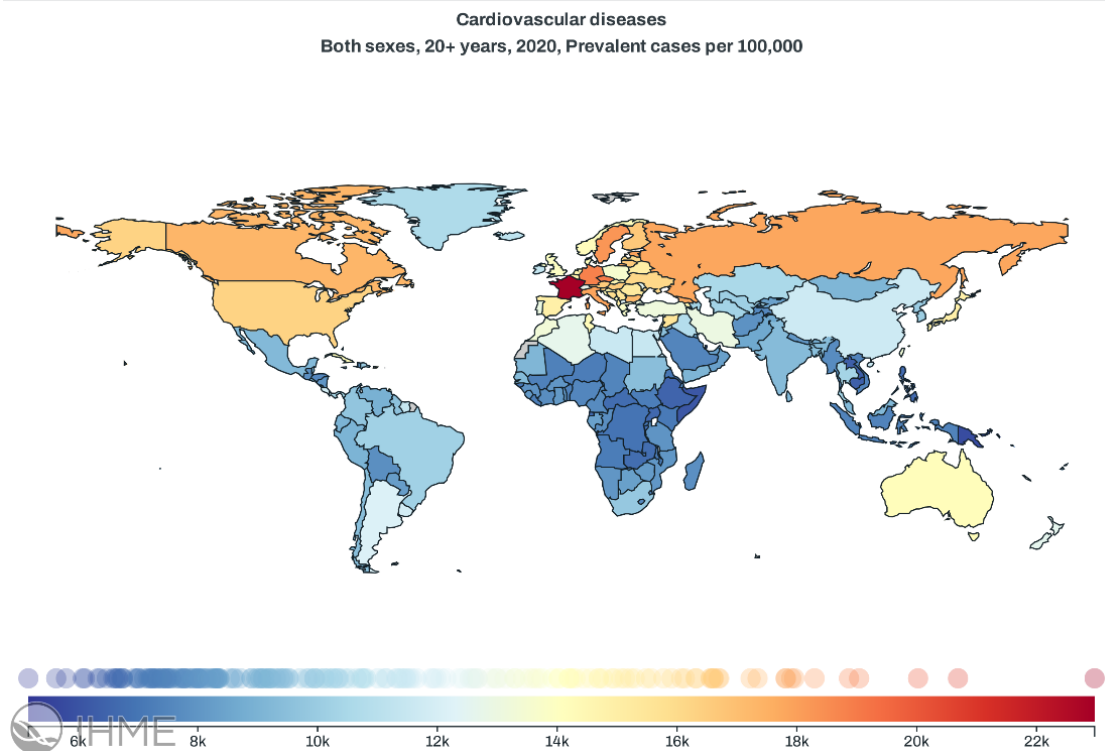 Cardiovascular diseases
Both sexes, 20+ years, 2020, Prevalent cases per 100,000
IHME
6k 8k 10k 12k 14k 16k 18k 20k 22k